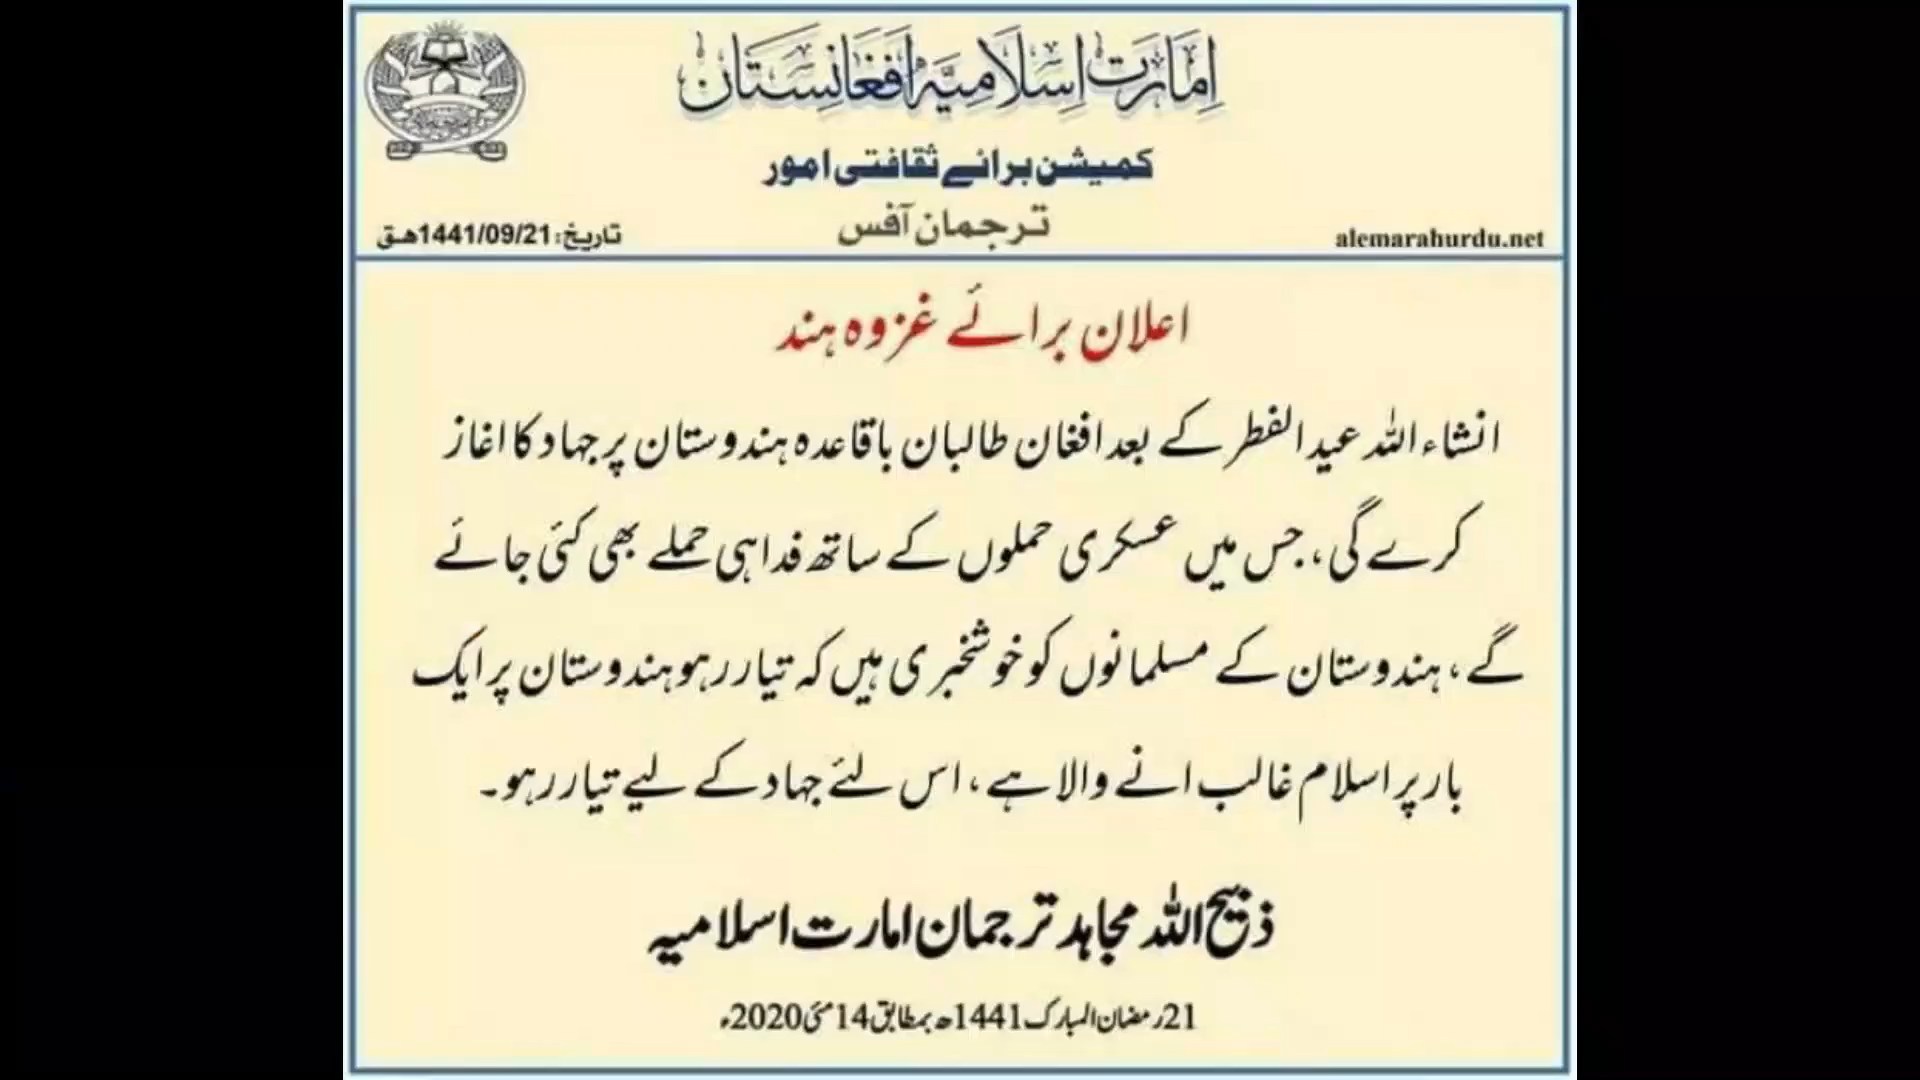 امارت اسلامیہ افغانستان
کمیشن برائے ثقافتی امور
ترجمان آفس
تاریخ: 1441/09/21هـق
alemarahurdu.net
اعلان برائے غزوہ ہند
انشاء اللہ عید الفطر کے بعد افغان طالبان باقاعدہ ہندوستان پر جہاد کا اغاز
کرے گی، جس میں عسکری حملوں کے ساتھ فداہی حملے بھی کئی جائے
گے، ہندوستان کے مسلمانوں کو خوشخبری ہیں کہ تیار رہو ہندوستان پر ایک
بار پر اسلام غالب انے والا ہے، اس لئے جہاد کے لیے تیار رہو۔
ذبیح اللہ مجاہد ترجمان امارت اسلامیہ
21رمضان المبارک 1441ھ بمطابق 14 مئی 2020ء